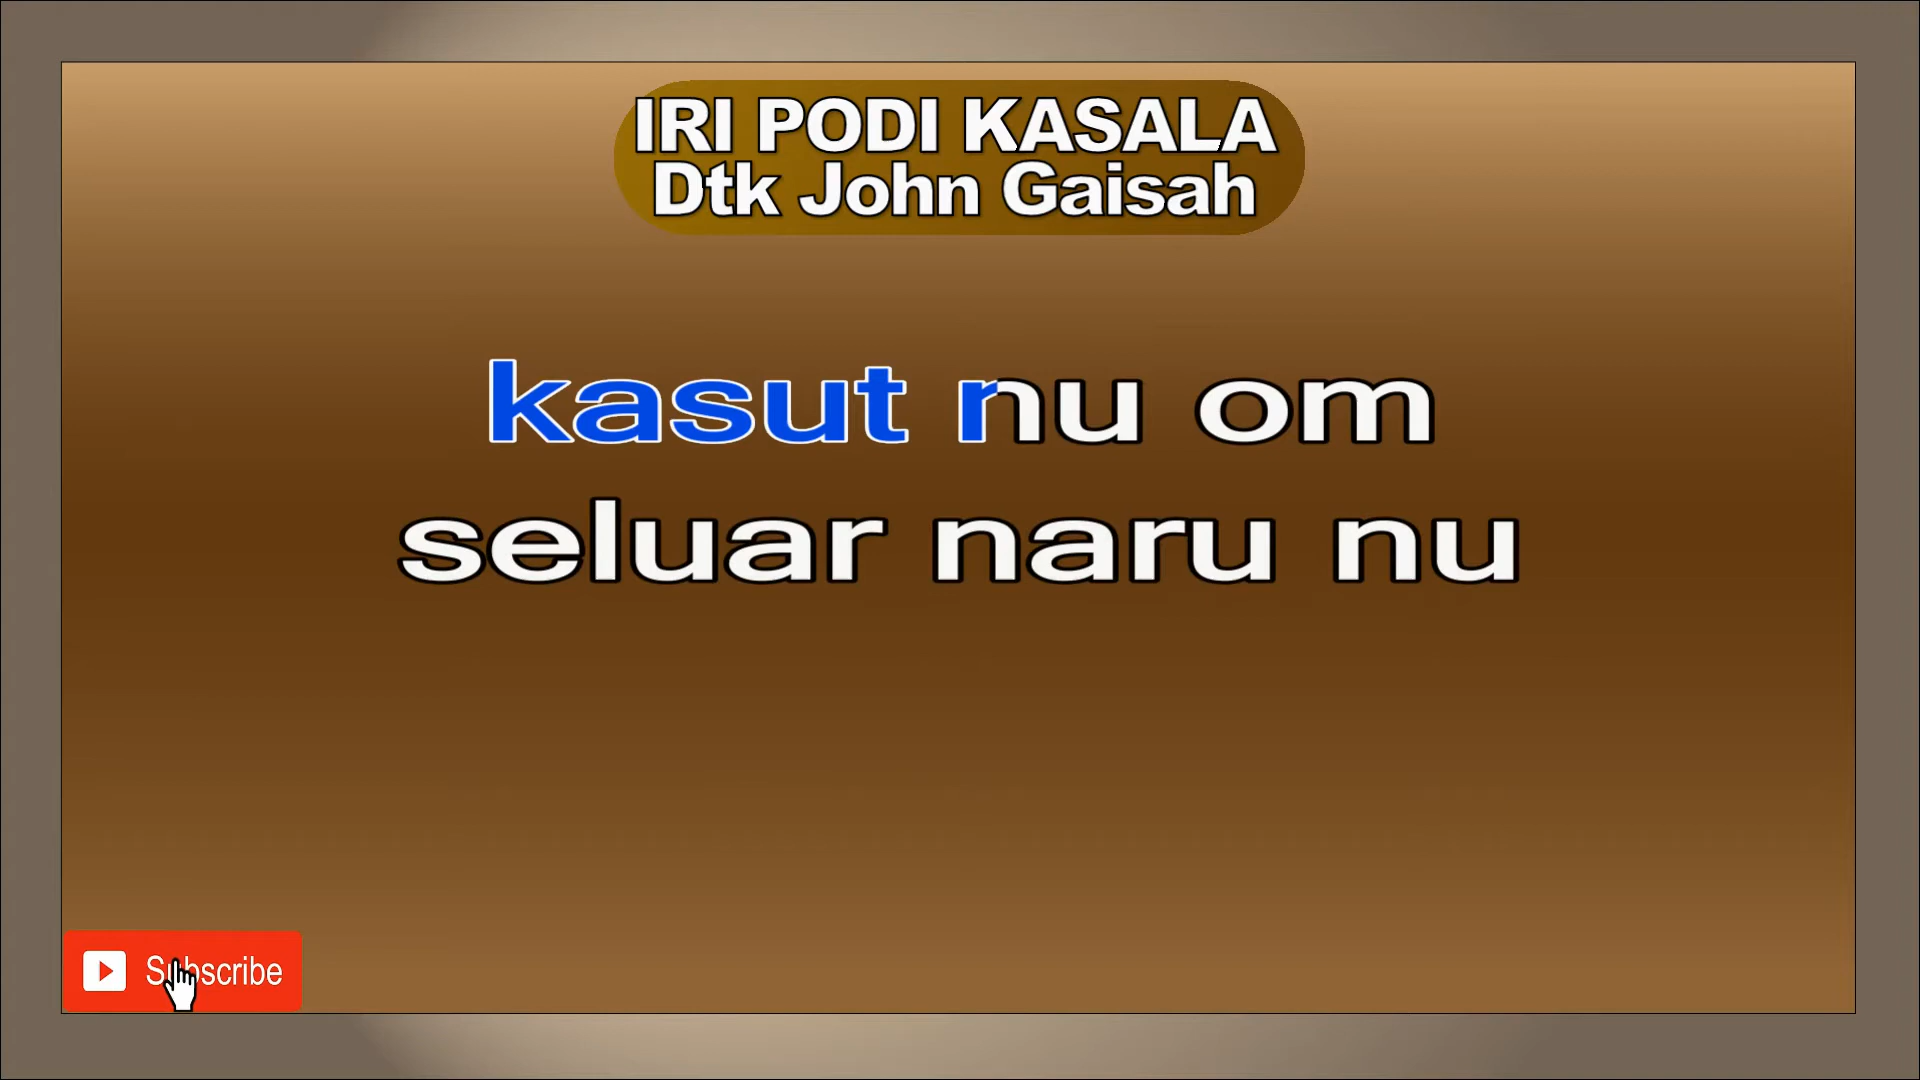 IRI PODI KASALA
Dtk John Gaisah
kasut nu om
seluar naru nu
Subscribe